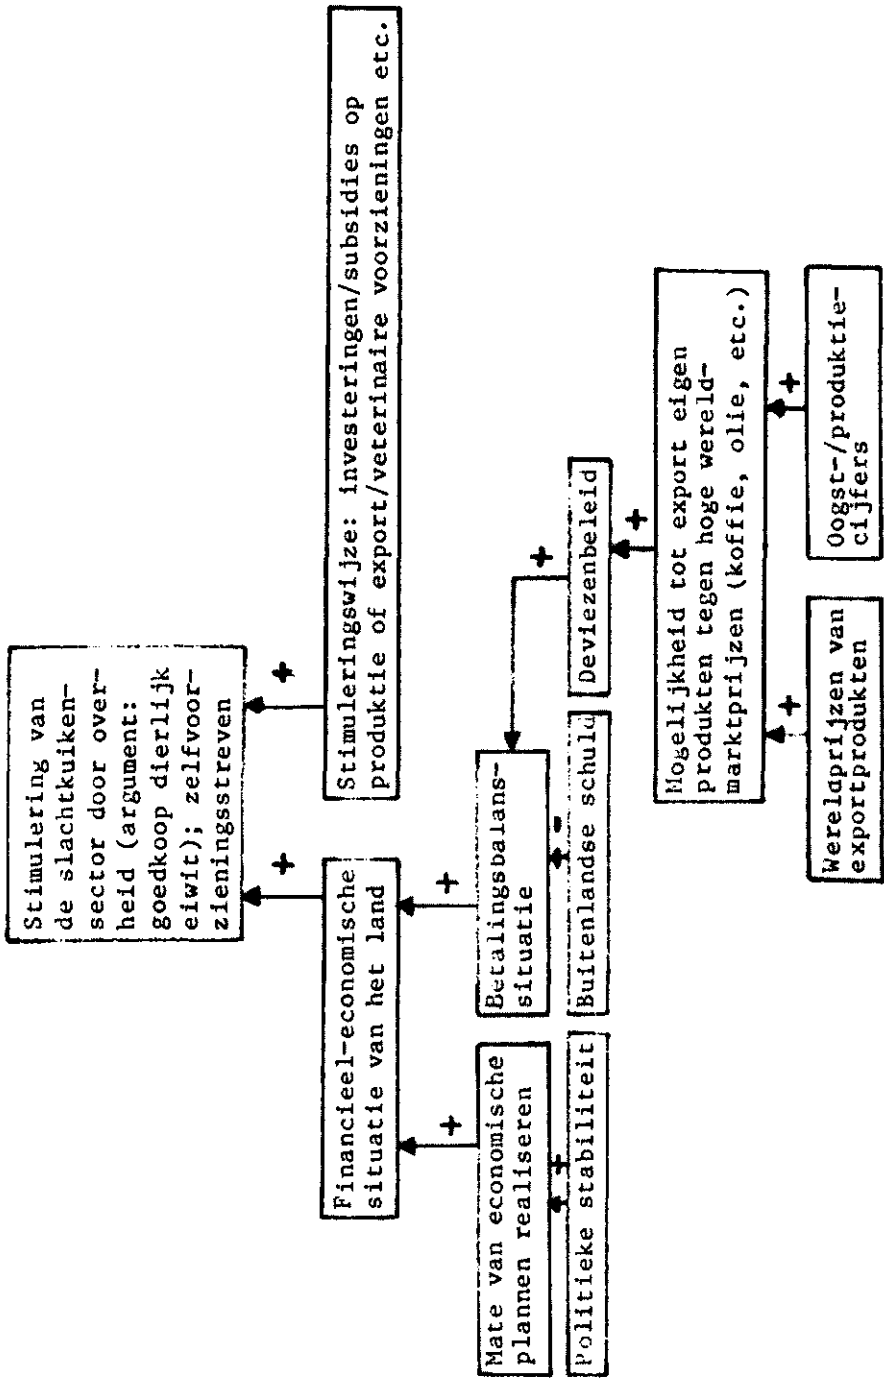 Stimulering van
de slachtkuiken-
sector door over-
heid (argument:
goedkoop dierlijk
eiwit); zelfvoor-
zieningsstreven
+
+
Financieel-economische
situatie van het land
Stimuleringswijze: investeringen/subsidies op
produktie of export/veterinaire voorzieningen etc.
+
+
Mate van economische
plannen realiseren
Betalingsbalans-
situatie
+
-
+
Politieke stabiliteit
Buitenlandse schuld
Deviezenbeleid
+
Mogelijkheid tot export eigen
produkten tegen hoge wereld-
marktprijzen (koffie, olie, etc.)
+
+
Wereldprijzen van
exportprodukten
Oogst-/produktie-
cijfers